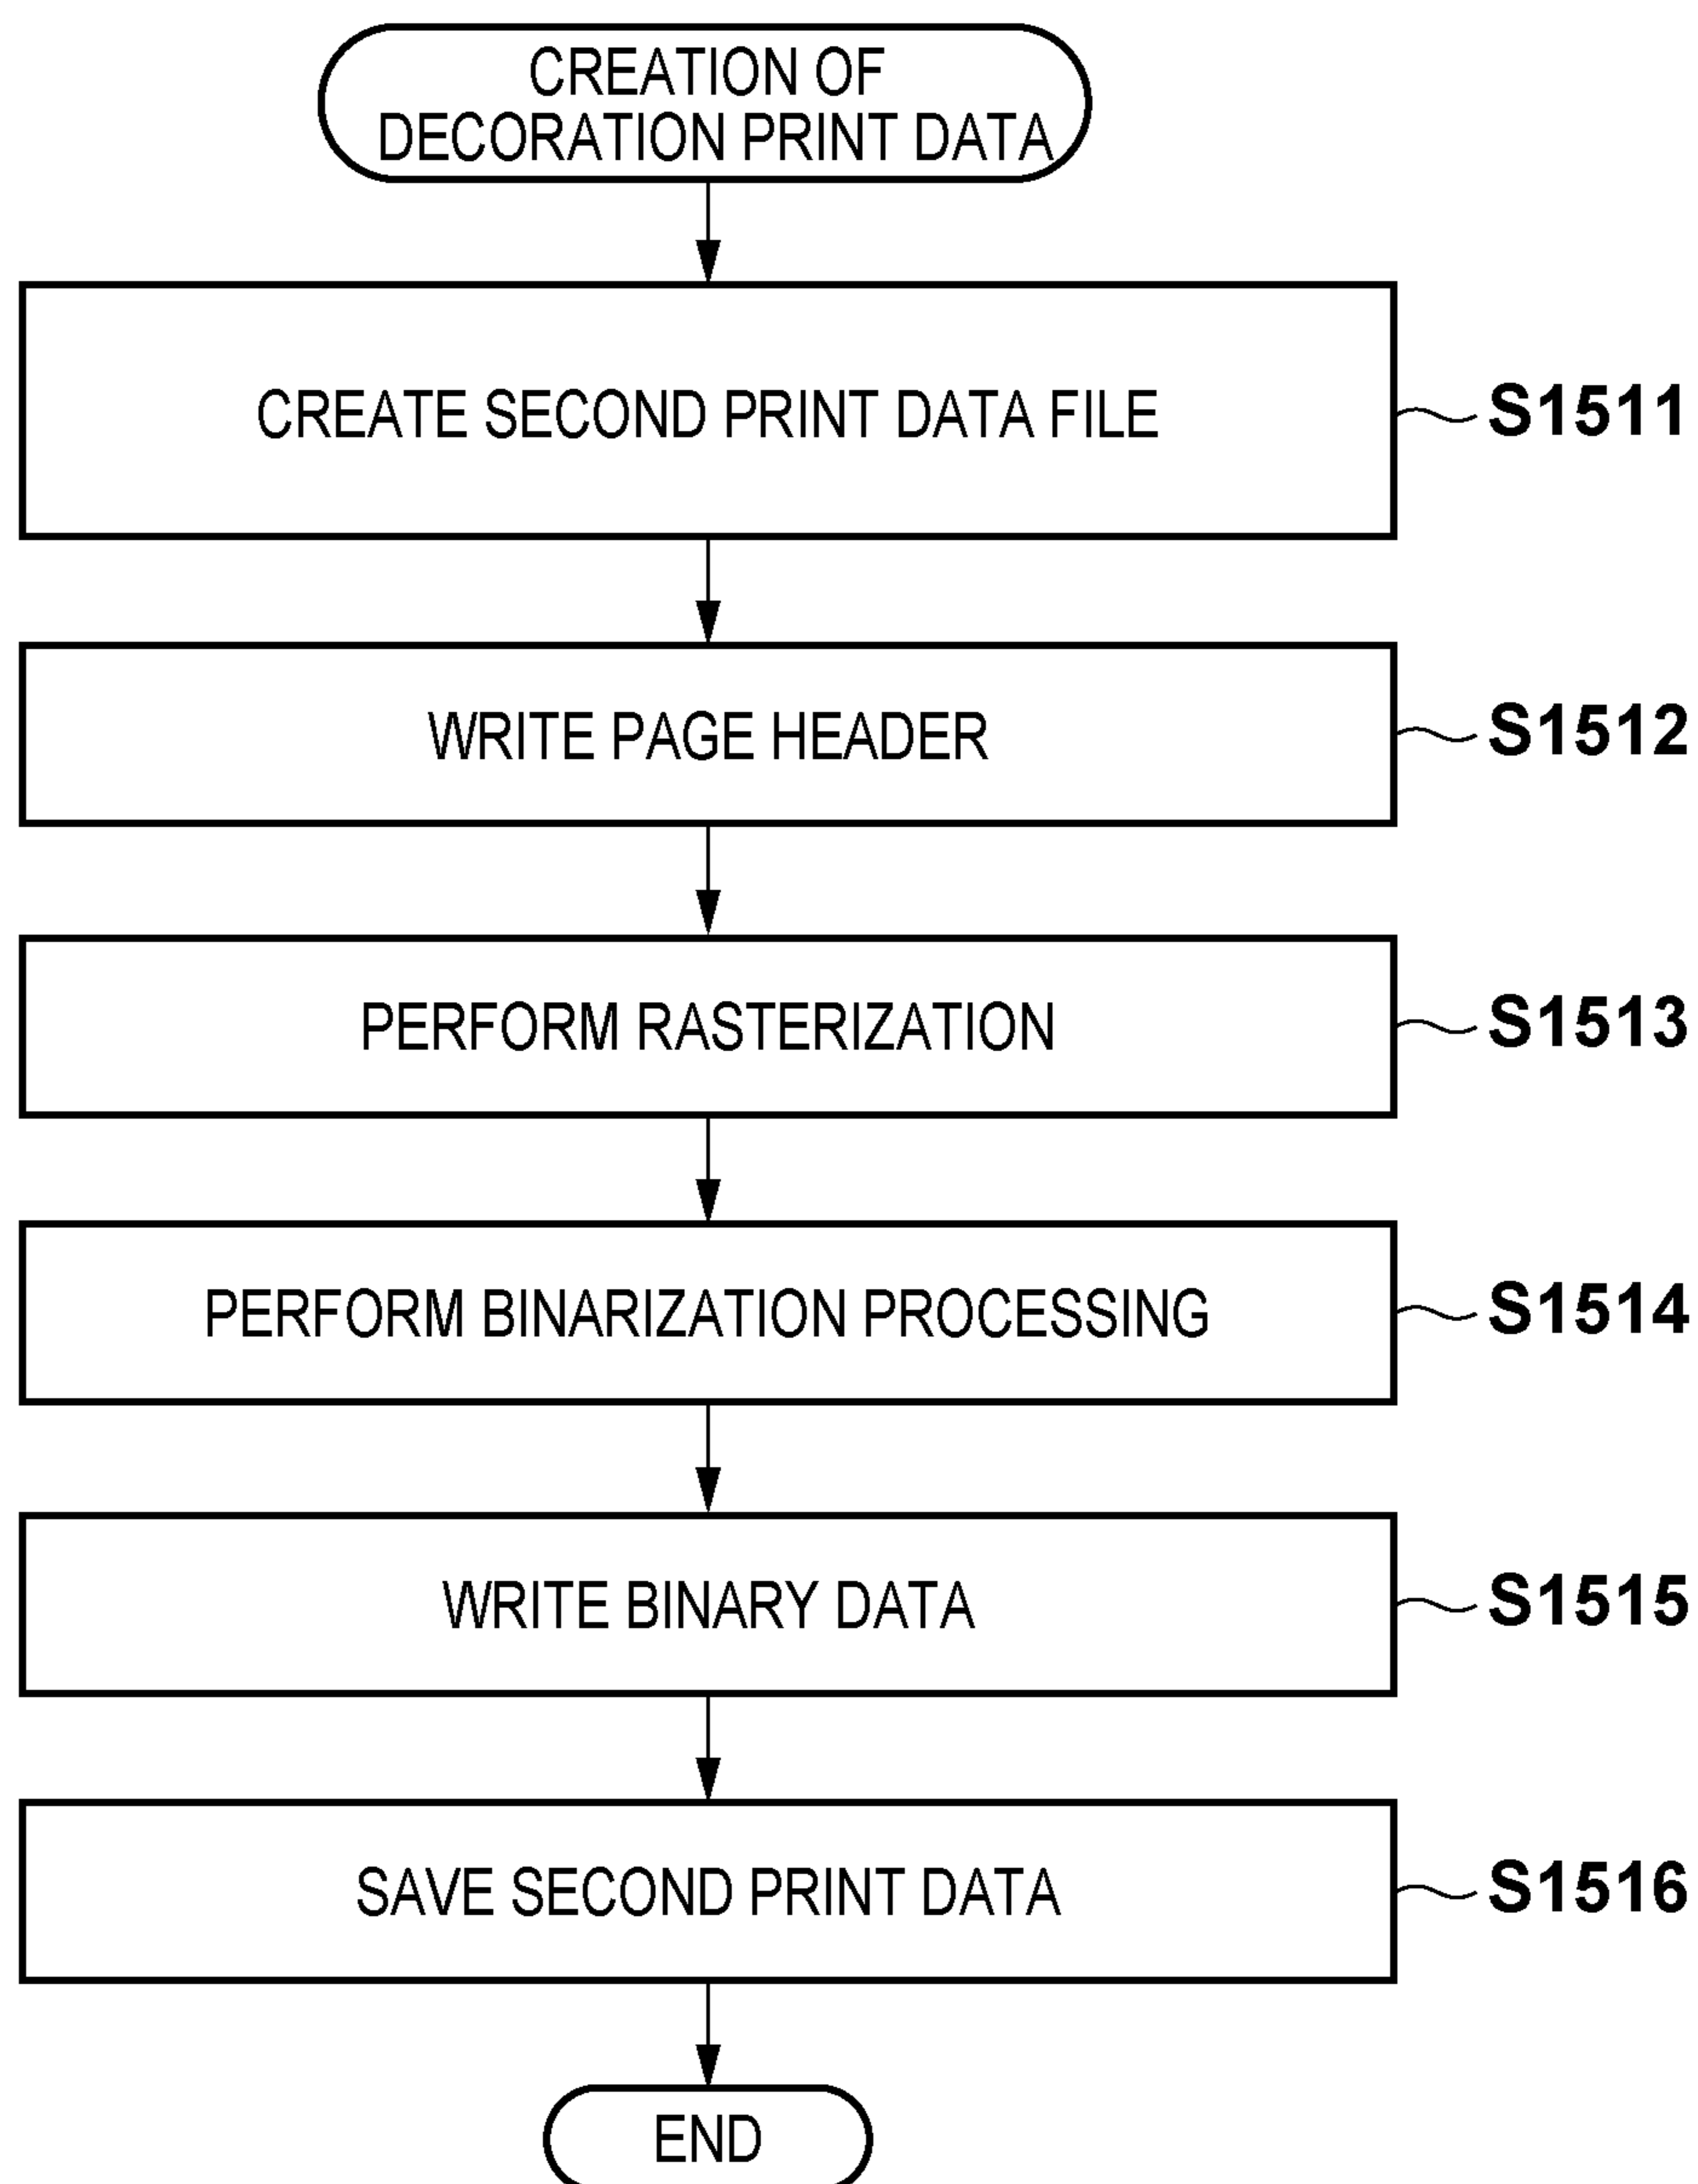 CREATION OF
DECORATION PRINT DATA
CREATE SECOND PRINT DATA FILE
S1511
WRITE PAGE HEADER
S1512
PERFORM RASTERIZATION
S1513
PERFORM BINARIZATION PROCESSING
S1514
WRITE BINARY DATA
S1515
SAVE SECOND PRINT DATA
S1516
END